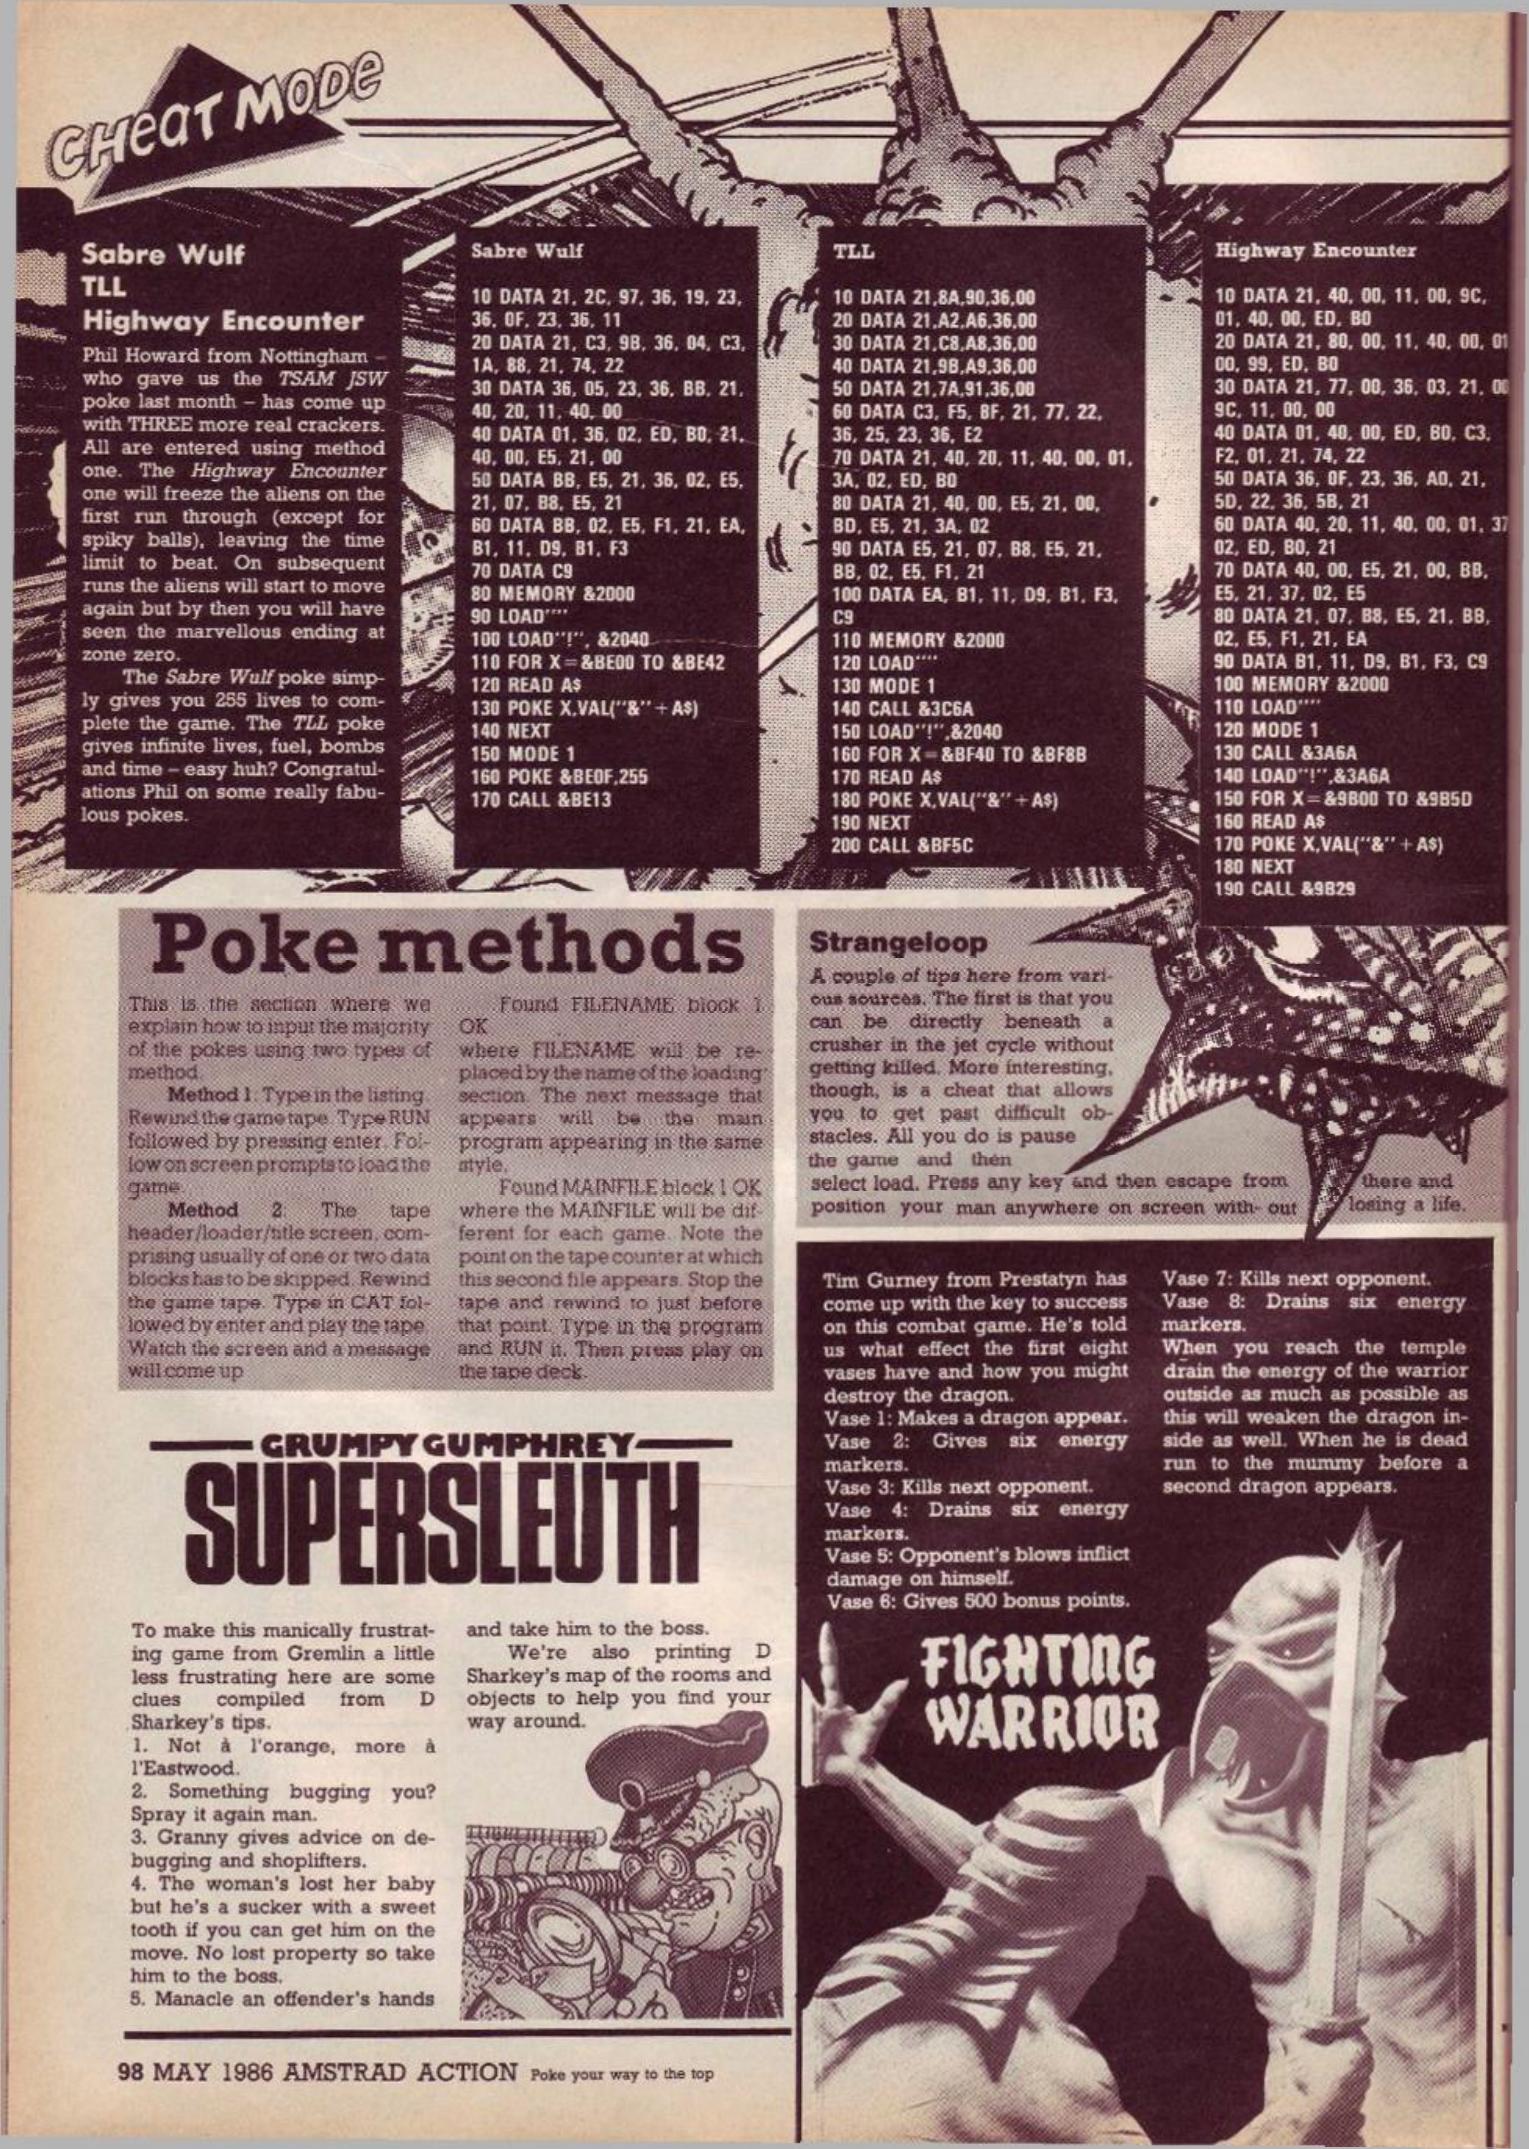 CHeaT MODe
Sabre Wulf
TLL
Highway Encounter
Phil Howard from Nottingham –
who gave us the TSAM JSW
poke last month – has come up
with THREE more real crackers.
All are entered using method
one. The Highway Encounter
one will freeze the aliens on the
first run through (except for
spiky balls), leaving the time
limit to beat. On subsequent
runs the aliens will start to move
again but by then you will have
seen the marvellous ending at
zone zero.
The Sabre Wulf poke simp-
ly gives you 255 lives to com-
plete the game. The TLL poke
gives infinite lives, fuel, bombs
and time – easy huh? Congratul-
ations Phil on some really fabu-
lous pokes.
Sabre Wulf
10 DATA 21, 2C, 97, 36, 19, 23,
36, 0F, 23, 36, 11
20 DATA 21, C3, 9B, 36, 04, C3,
1A, 88, 21, 74, 22
30 DATA 36, 05, 23, 36, BB, 21,
40, 20, 11, 40, 00
40 DATA 01, 36, 02, ED, B0, 21,
40, 00, E5, 21, 00
50 DATA BB, E5, 21, 36, 02, E5,
21, 07, B8, E5, 21
60 DATA BB, 02, E5, F1, 21, EA,
B1, 11, D9, B1, F3
70 DATA C9
80 MEMORY &2000
90 LOAD""
100 LOAD"!", &2040
110 FOR X=&BE00 TO &BE42
120 READ A$
130 POKE X,VAL("&"+A$)
140 NEXT
150 MODE 1
160 POKE &BE0F,255
170 CALL &BE13
TLL
10 DATA 21,8A,90,36,00
20 DATA 21,A2,A6,36,00
30 DATA 21,C8,A8,36,00
40 DATA 21,9B,A9,36,00
50 DATA 21,7A,91,36,00
60 DATA C3, F5, BF, 21, 77, 22,
36, 25, 23, 36, E2
70 DATA 21, 40, 20, 11, 40, 00, 01,
3A, 02, ED, B0
80 DATA 21, 40, 00, E5, 21, 00,
BD, E5, 21, 3A, 02
90 DATA E5, 21, 07, B8, E5, 21,
BB, 02, E5, F1, 21
100 DATA EA, B1, 11, D9, B1, F3,
C9
110 MEMORY &2000
120 LOAD""
130 MODE 1
140 CALL &3C6A
150 LOAD"!",&2040
160 FOR X=&BF40 TO &BF8B
170 READ A$
180 POKE X,VAL("&"+A$)
190 NEXT
200 CALL &BF5C
Highway Encounter
10 DATA 21, 40, 00, 11, 00, 9C,
01, 40, 00, ED, B0
20 DATA 21, 80, 00, 11, 40, 00, 01
00, 99, ED, B0
30 DATA 21, 77, 00, 36, 03, 21, 00
9C, 11, 00, 00
40 DATA 01, 40, 00, ED, B0, C3,
F2, 01, 21, 74, 22
50 DATA 36, 0F, 23, 36, A0, 21,
5D, 22, 36, 5B, 21
60 DATA 40, 20, 11, 40, 00, 01, 37
02, ED, B0, 21
70 DATA 40, 00, E5, 21, 00, BB,
E5, 21, 37, 02, E5
80 DATA 21, 07, B8, E5, 21, BB,
02, E5, F1, 21, EA
90 DATA B1, 11, D9, B1, F3, C9
100 MEMORY &2000
110 LOAD""
120 MODE 1
130 CALL &3A6A
140 LOAD"!",&3A6A
150 FOR X=&9B00 TO &9B5D
160 READ A$
170 POKE X,VAL("&"+A$)
180 NEXT
190 CALL &9B29
Poke methods
This is the section where we
explain how to input the majority
of the pokes using two types of
method.
Method 1: Type in the listing.
Rewind the game tape. Type RUN
followed by pressing enter. Fol-
low on screen prompts to load the
game.
Method 2: The tape
header/loader/title screen, com-
prising usually of one or two data
blocks has to be skipped. Rewind
the game tape. Type in CAT fol-
lowed by enter and play the tape.
Watch the screen and a message
will come up
Found FILENAME block 1
OK
where FILENAME will be re-
placed by the name of the loading
section. The next message that
appears will be the main
program appearing in the same
style.
Found MAINFILE block 1 OK
where the MAINFILE will be dif-
ferent for each game. Note the
point on the tape counter at which
this second file appears. Stop the
tape and rewind to just before
that point. Type in the program
and RUN it. Then press play on
the tape deck.
Strangeloop
A couple of tips here from vari-
ous sources. The first is that you
can be directly beneath a
crusher in the jet cycle without
getting killed. More interesting,
though, is a cheat that allows
you to get past difficult ob-
stacles. All you do is pause
the game and then
select load. Press any key and then escape from there and
position your man anywhere on screen with- out losing a life.
GRUMPY GUMPHREY
SUPERSLEUTH
To make this manically frustrat-
ing game from Gremlin a little
less frustrating here are some
clues compiled from D
Sharkey's tips.
1. Not à l'orange, more à
l'Eastwood.
2. Something bugging you?
Spray it again man.
3. Granny gives advice on de-
bugging and shoplifters.
4. The woman's lost her baby
but he's a sucker with a sweet
tooth if you can get him on the
move. No lost property so take
him to the boss.
5. Manacle an offender's hands
and take him to the boss.
We're also printing D
Sharkey's map of the rooms and
objects to help you find your
way around.
Tim Gurney from Prestatyn has
come up with the key to success
on this combat game. He's told
us what effect the first eight
vases have and how you might
destroy the dragon.
Vase 1: Makes a dragon appear.
Vase 2: Gives six energy
markers.
Vase 3: Kills next opponent.
Vase 4: Drains six energy
markers.
Vase 5: Opponent's blows inflict
damage on himself.
Vase 6: Gives 500 bonus points.
Vase 7: Kills next opponent.
Vase 8: Drains six energy
markers.
When you reach the temple
drain the energy of the warrior
outside as much as possible as
this will weaken the dragon in-
side as well. When he is dead
run to the mummy before a
second dragon appears.
FIGHTING
WARRIOR
98 MAY 1986 AMSTRAD ACTION Poke your way to the top